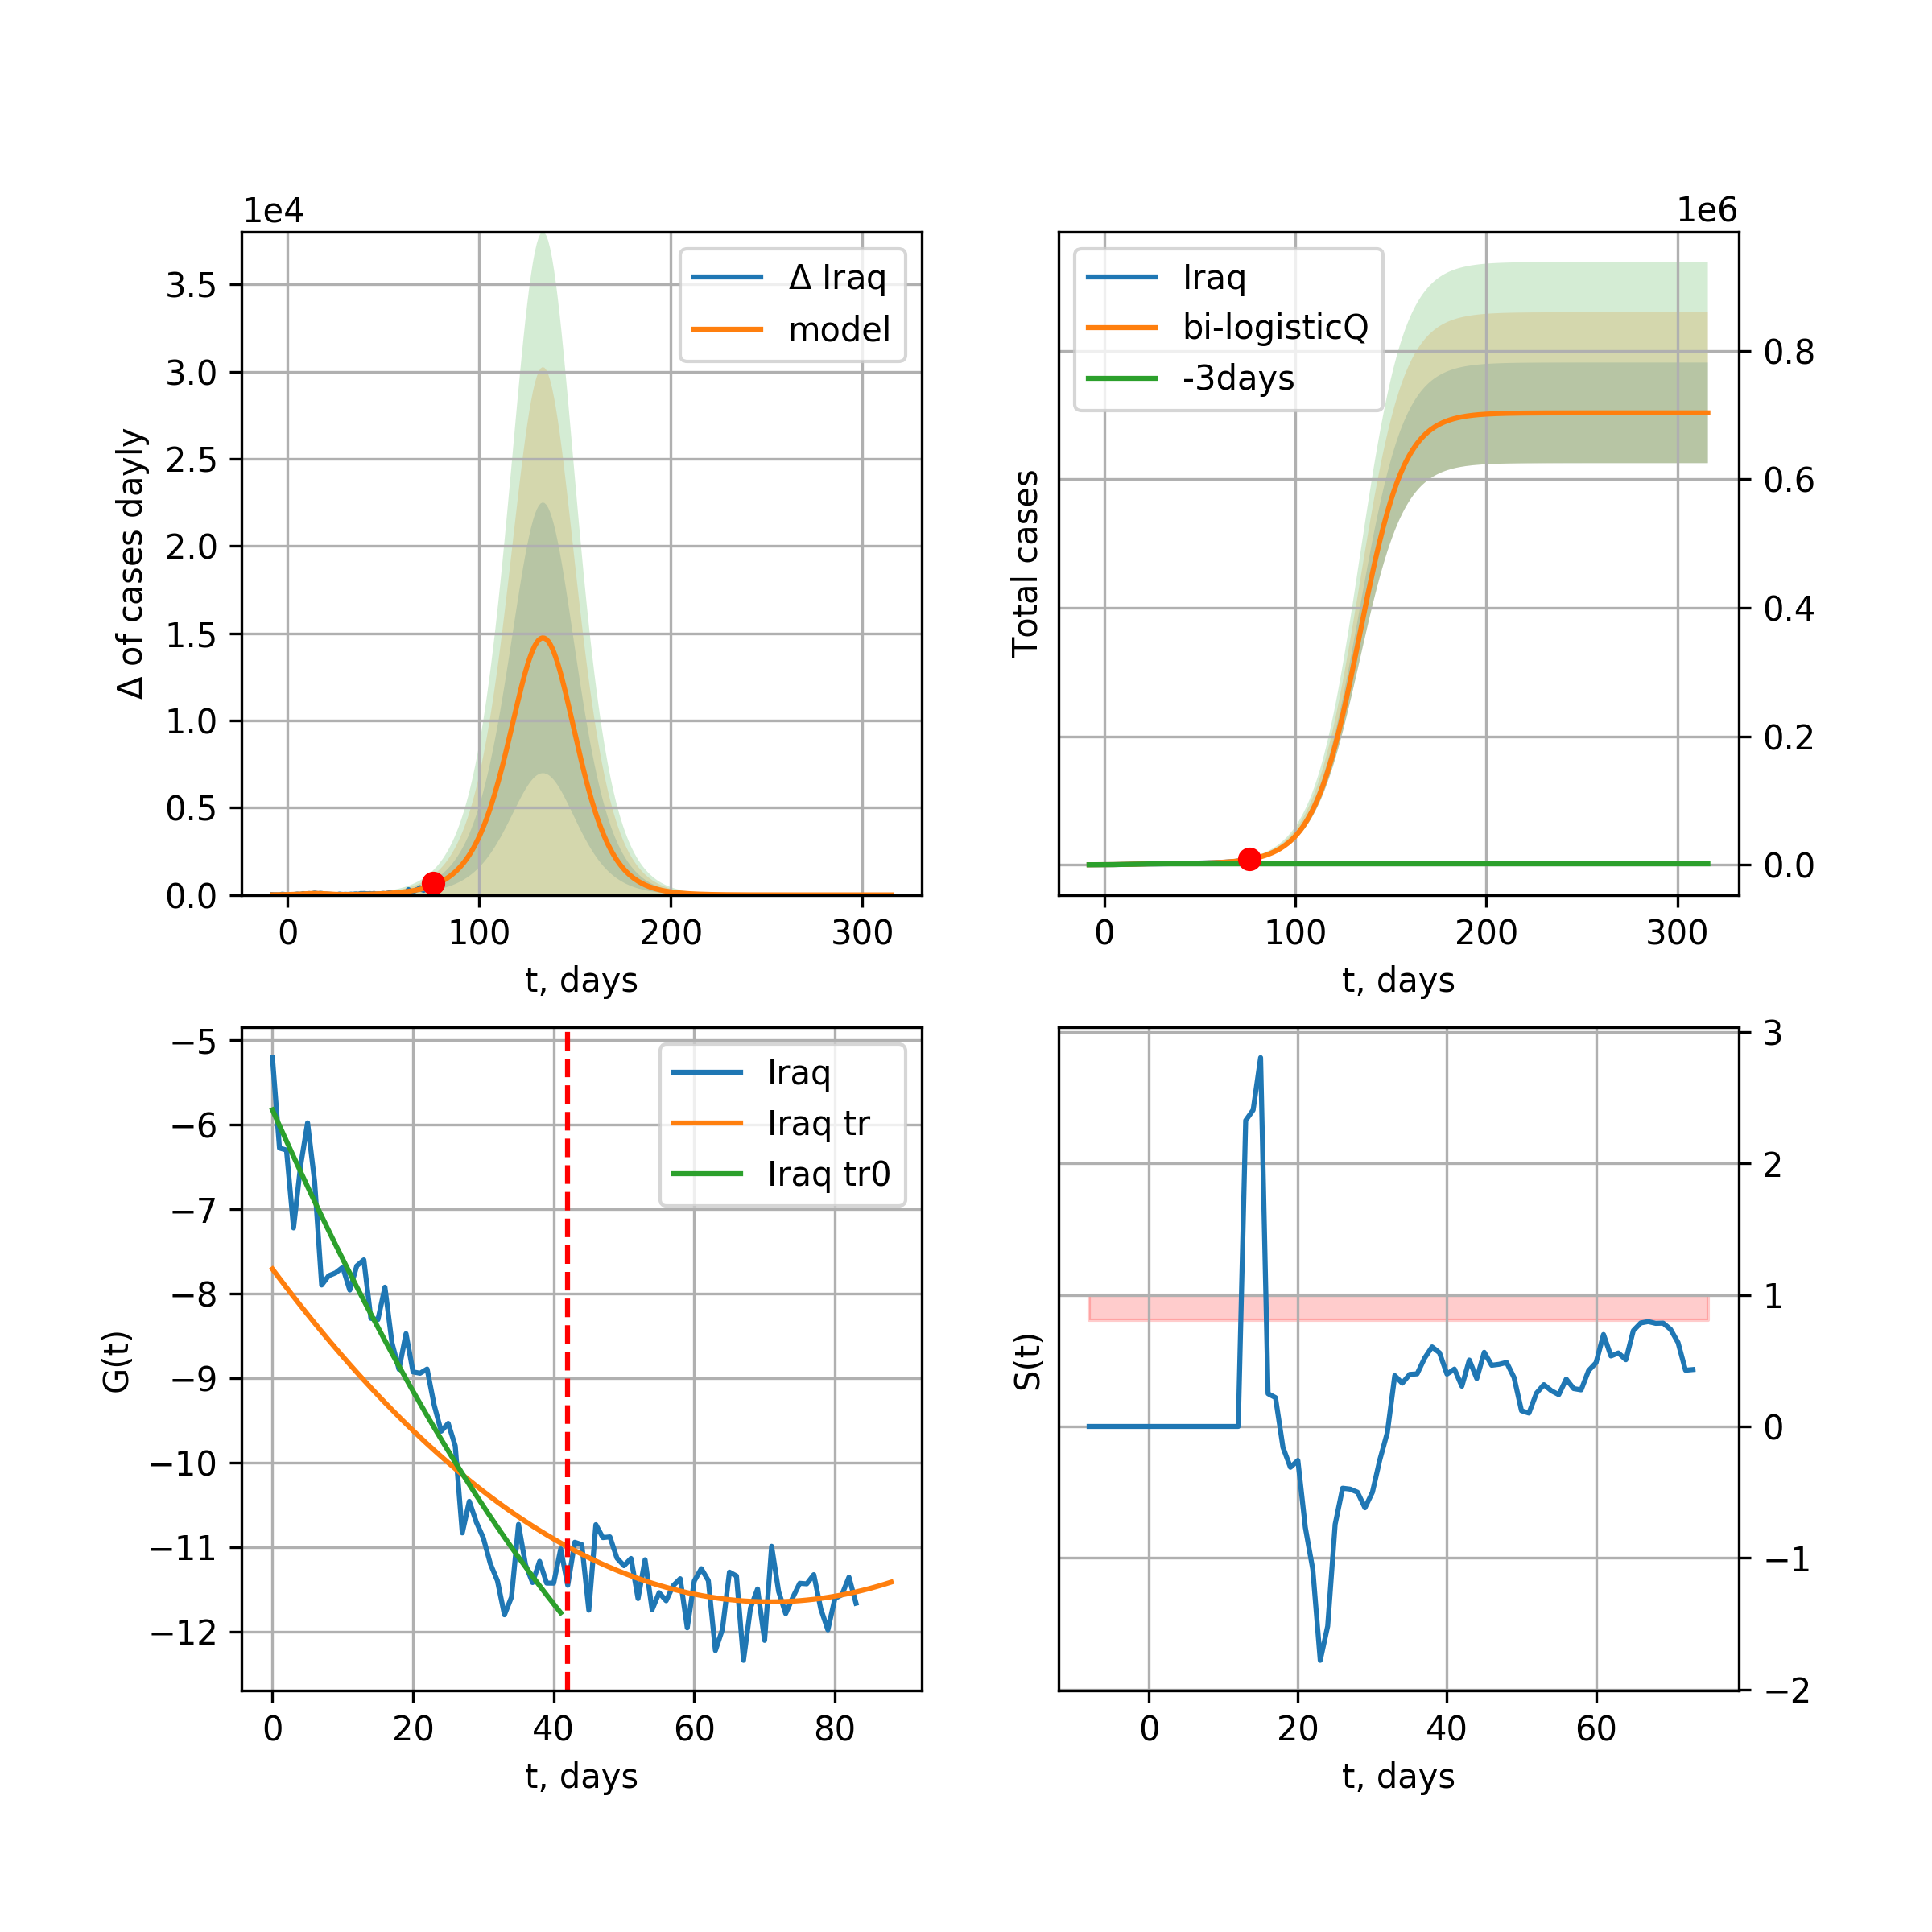 1e4
Δ of cases dayly
3.5
3.0
2.5
2.0
1.5
1.0
0.5
0.0
Δ Iraq
model
0 100 200 300
t, days
1e6
Total cases
Iraq
bi-logisticQ
-3days
0.8
0.6
0.4
0.2
0.0
0 100 200 300
t, days
G(t)
−5
−6
−7
−8
−9
−10
−11
−12
Iraq
Iraq tr
Iraq tr0
0 20 40 60 80
t, days
S(t)
3
2
1
0
−1
−2
0 20 40 60
t, days